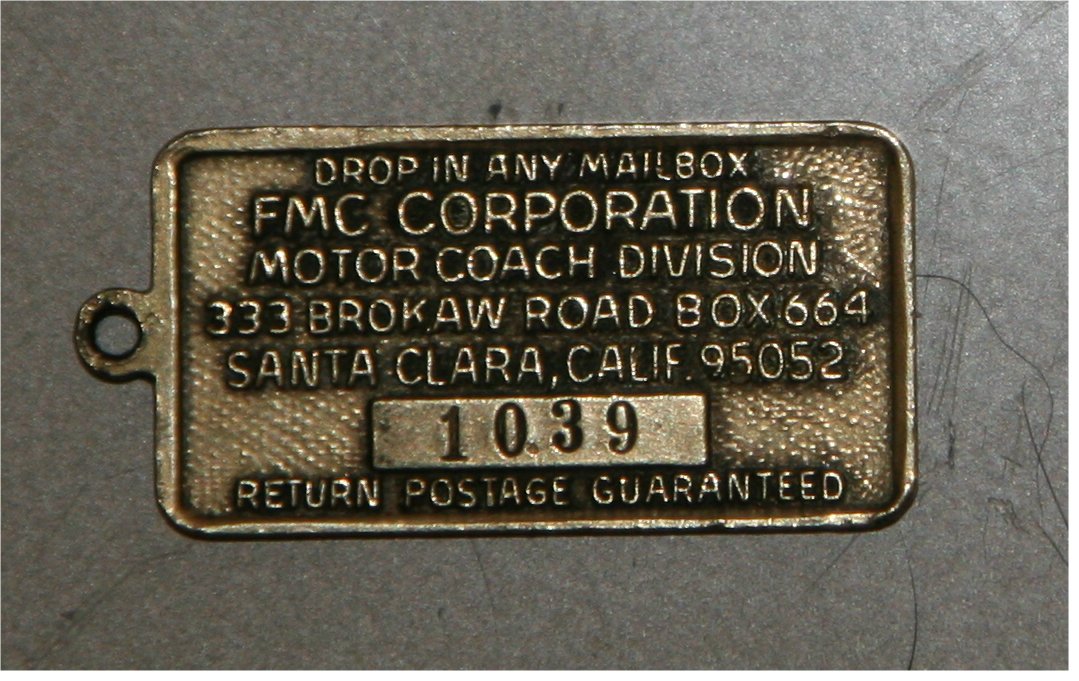 DROP IN ANY MAILBOX
FMC CORPORATION
MOTOR COACH DIVISION
333 BROKAW ROAD BOX 664
SANTA CLARA, CALIF. 95052
1039
RETURN POSTAGE GUARANTEED